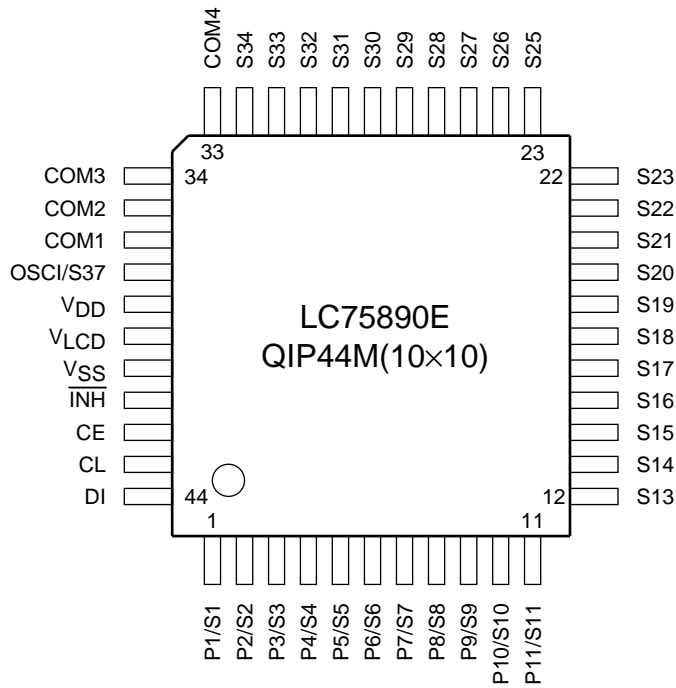 COM4
S34
S33
S32
S31
S30
S29
S28
S27
S26
S25
33
23
COM3
34
22
S23
COM2
S22
COM1
S21
OSCI/S37
S20
VDD
S19
LC75890E
VLCD
S18
QIP44M(10×10)
VSS
S17
INH
S16
CE
S15
CL
S14
DI
44
12
S13
1
11
P1/S1
P2/S2
P3/S3
P4/S4
P5/S5
P6/S6
P7/S7
P8/S8
P9/S9
P10/S10
P11/S11